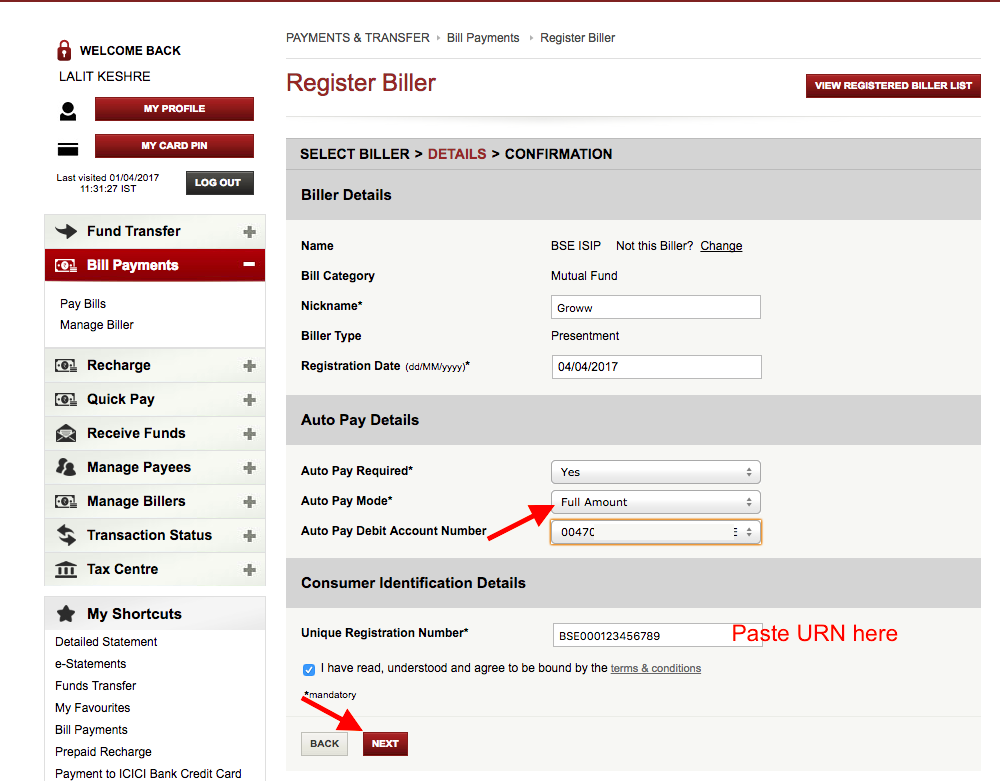 WELCOME BACK
LALIT KESHRE
MY PROFILE
MY CARD PIN
Last visited 01/04/2017
11:31:27 IST
LOG OUT
Fund Transfer
Bill Payments
Pay Bills
Manage Biller
Recharge
Quick Pay
Receive Funds
Manage Payees
Manage Billers
Transaction Status
Tax Centre
My Shortcuts
Detailed Statement
e-Statements
Funds Transfer
My Favourites
Bill Payments
Prepaid Recharge
Payment to ICICI Bank Credit Card
PAYMENTS & TRANSFER Bill Payments Register Biller
Register Biller
VIEW REGISTERED BILLER LIST
SELECT BILLER > DETAILS > CONFIRMATION
Biller Details
Name BSE ISIP Not this Biller? Change
Bill Category Mutual Fund
Nickname* Groww
Biller Type Presentment
Registration Date (dd/MM/yyyy)* 04/04/2017
Auto Pay Details
Auto Pay Required* Yes
Auto Pay Mode* Full Amount
Auto Pay Debit Account Number 00470
Consumer Identification Details
Unique Registration Number* BSE000123456789 Paste URN here
I have read, understood and agree to be bound by the terms & conditions
*mandatory
BACK NEXT